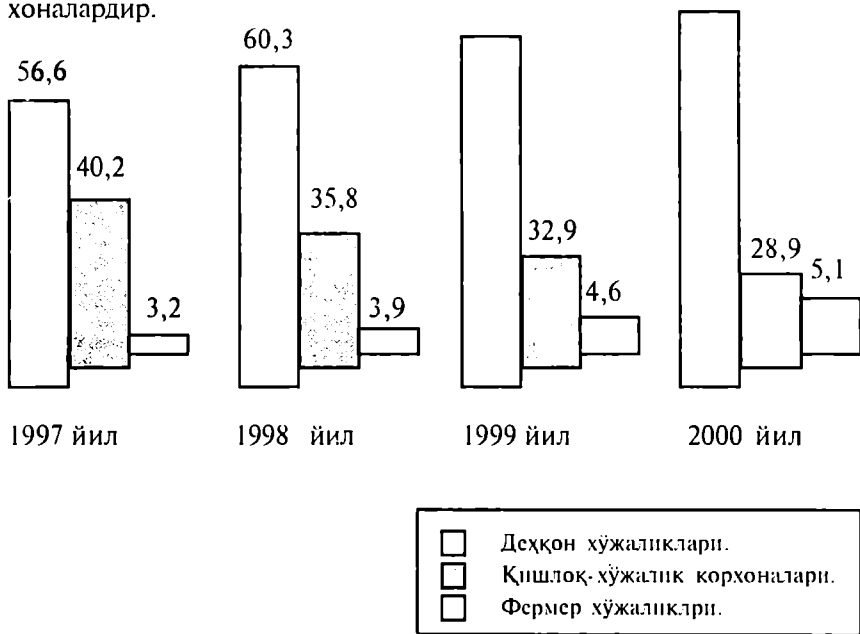 хоналардир.
56,6
40,2
3,2
60,3
35,8
3,9
32,9
4,6
28,9
5,1
1997 йил
1998 йил
1999 йил
2000 йил
Деҳқон хўжаликлари.
Қишлоқ-хўжалик корхоналари.
Фермер хўжаликлри.